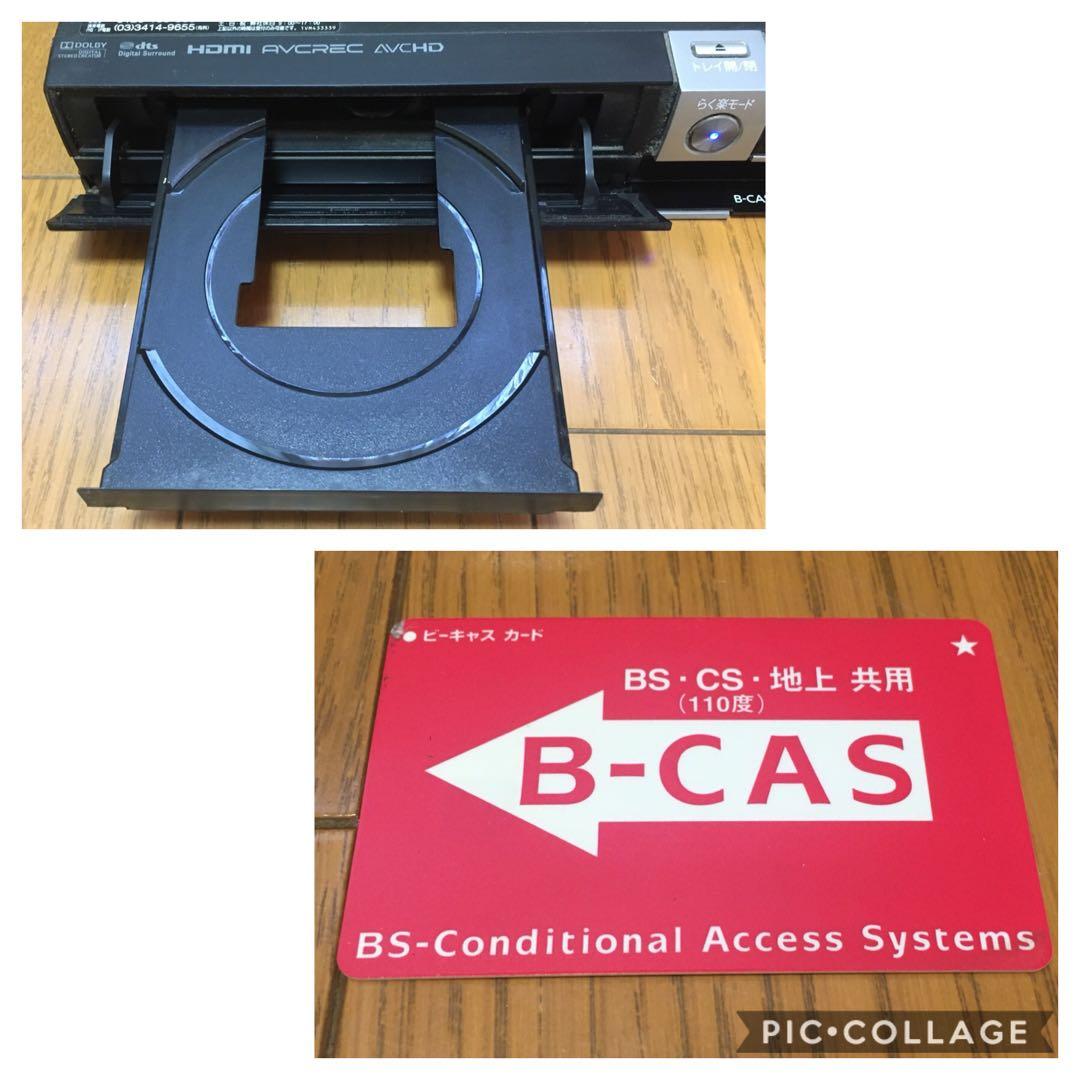 (03)3414-9655
DOLBY DIGITAL
STEREO CREATOR
dts
Digital Surround
HDMI
AVCREC
AVCHD
トレイ開/閉
らく楽モード
B-CAS
● ビーキャス カード
★
BS・CS・地上 共用
(110度)
B-CAS
BS-Conditional Access Systems
PIC•COLLAGE